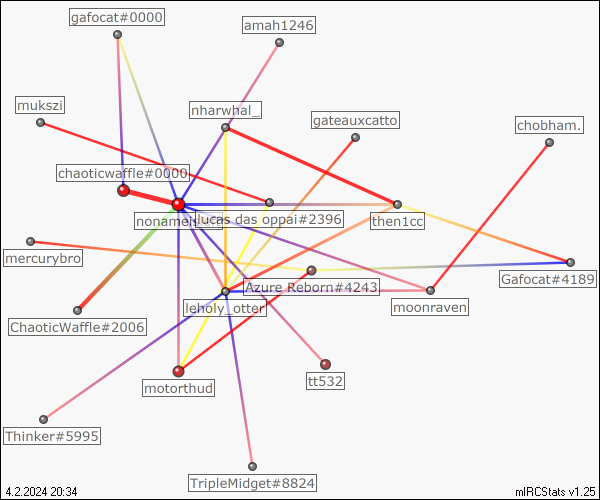 gafocat#0000
amah1246
mukszi
nharwhal_
gateauxcatto
chobham.
chaoticwaffle#0000
lucas das oppai#2396
then1cc
mercurybro
Azure Reborn#4243
Gafocat#4189
leholy_otter
moonraven
ChaoticWaffle#2006
motorthud
tt532
Thinker#5995
TripleMidget#8824
4.2.2024 20:34
mIRCStats v1.25